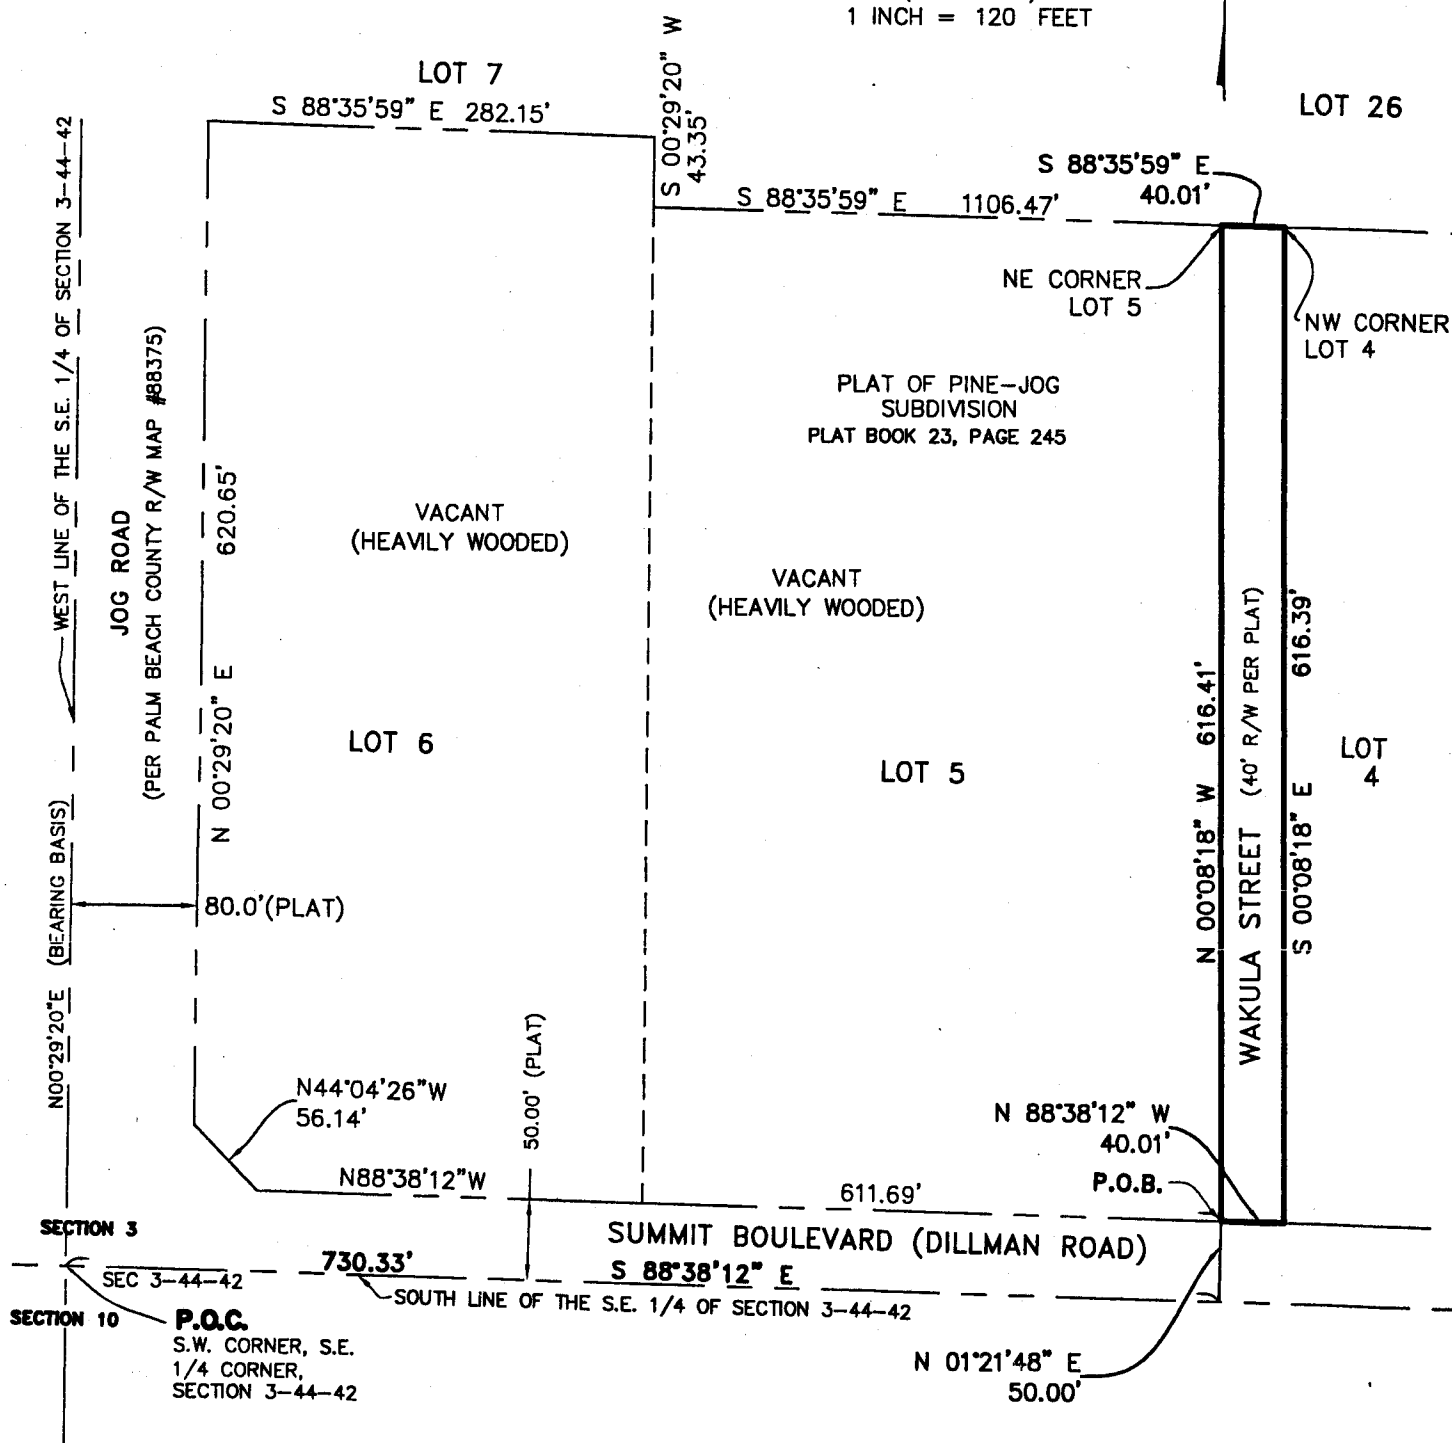 1 INCH = 120 FEET
LOT 7
S 88°35'59" E 282.15'
S 00°29'20" W
43.35'
LOT 26
S 88°35'59" E
40.01'
S 88°35'59" E 1106.47'
NE CORNER
LOT 5
NW CORNER
LOT 4
WEST LINE OF THE S.E. 1/4 OF SECTION 3-44-42
JOG ROAD
(PER PALM BEACH COUNTY R/W MAP #88375)
N 00°29'20" E 620.65'
PLAT OF PINE-JOG
SUBDIVISION
PLAT BOOK 23, PAGE 245
VACANT
(HEAVILY WOODED)
VACANT
(HEAVILY WOODED)
LOT 6
LOT 5
LOT
4
N 00°08'18" W 616.41'
WAKULA STREET (40' R/W PER PLAT)
S 00°08'18" E 616.39'
N00°29'20"E (BEARING BASIS)
80.0'(PLAT)
50.00' (PLAT)
N44°04'26"W
56.14'
N 88°38'12" W
40.01'
P.O.B.
N88°38'12"W
611.69'
SECTION 3
SUMMIT BOULEVARD (DILLMAN ROAD)
SEC 3-44-42
730.33'
S 88°38'12" E
SOUTH LINE OF THE S.E. 1/4 OF SECTION 3-44-42
SECTION 10
P.O.C.
S.W. CORNER, S.E.
1/4 CORNER,
SECTION 3-44-42
N 01°21'48" E
50.00'